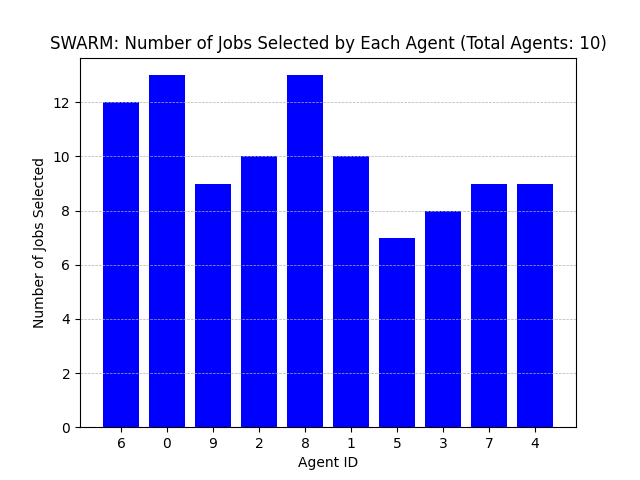 SWARM: Number of Jobs Selected by Each Agent (Total Agents: 10)
Number of Jobs Selected
12
10
8
6
4
2
0
6 0 9 2 8 1 5 3 7 4
Agent ID